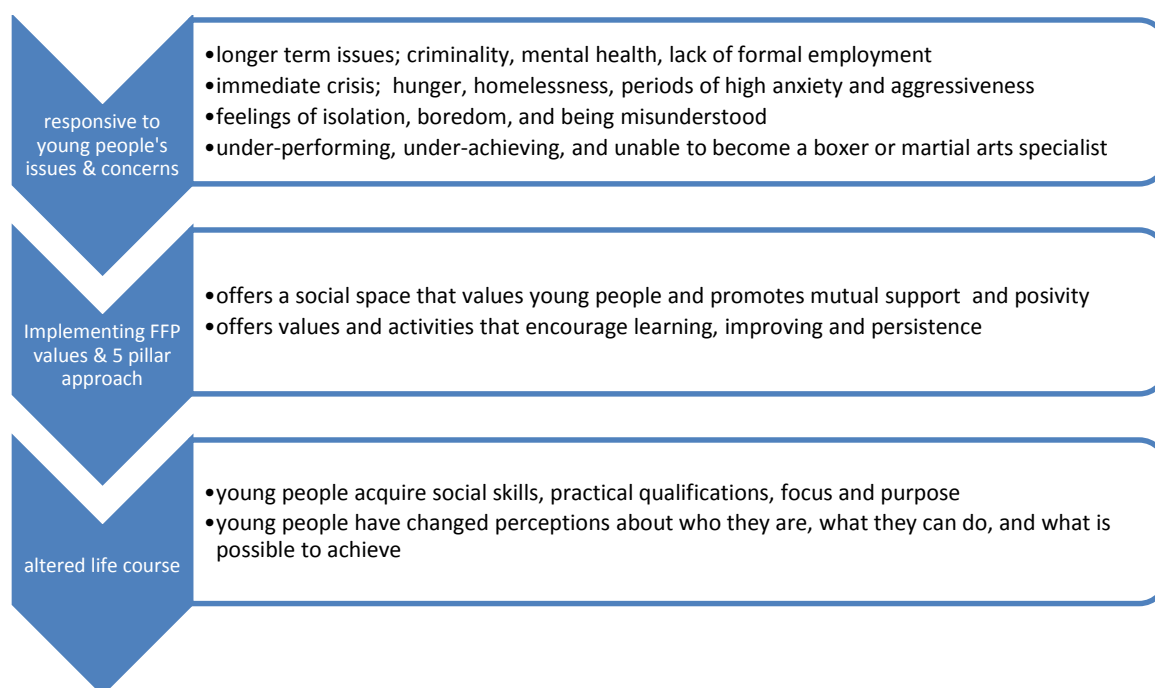 responsive to
young people's
issues & concerns
•longer term issues; criminality, mental health, lack of formal employment
•immediate crisis;  hunger, homelessness, periods of high anxiety and aggressiveness
•feelings of isolation, boredom, and being misunderstood
•under-performing, under-achieving, and unable to become a boxer or martial arts specialist
Implementing FFP
values & 5 pillar
approach
•offers a social space that values young people and promotes mutual support  and posivity
•offers values and activities that encourage learning, improving and persistence
altered life course
•young people acquire social skills, practical qualifications, focus and purpose
•young people have changed perceptions about who they are, what they can do, and what is
possible to achieve